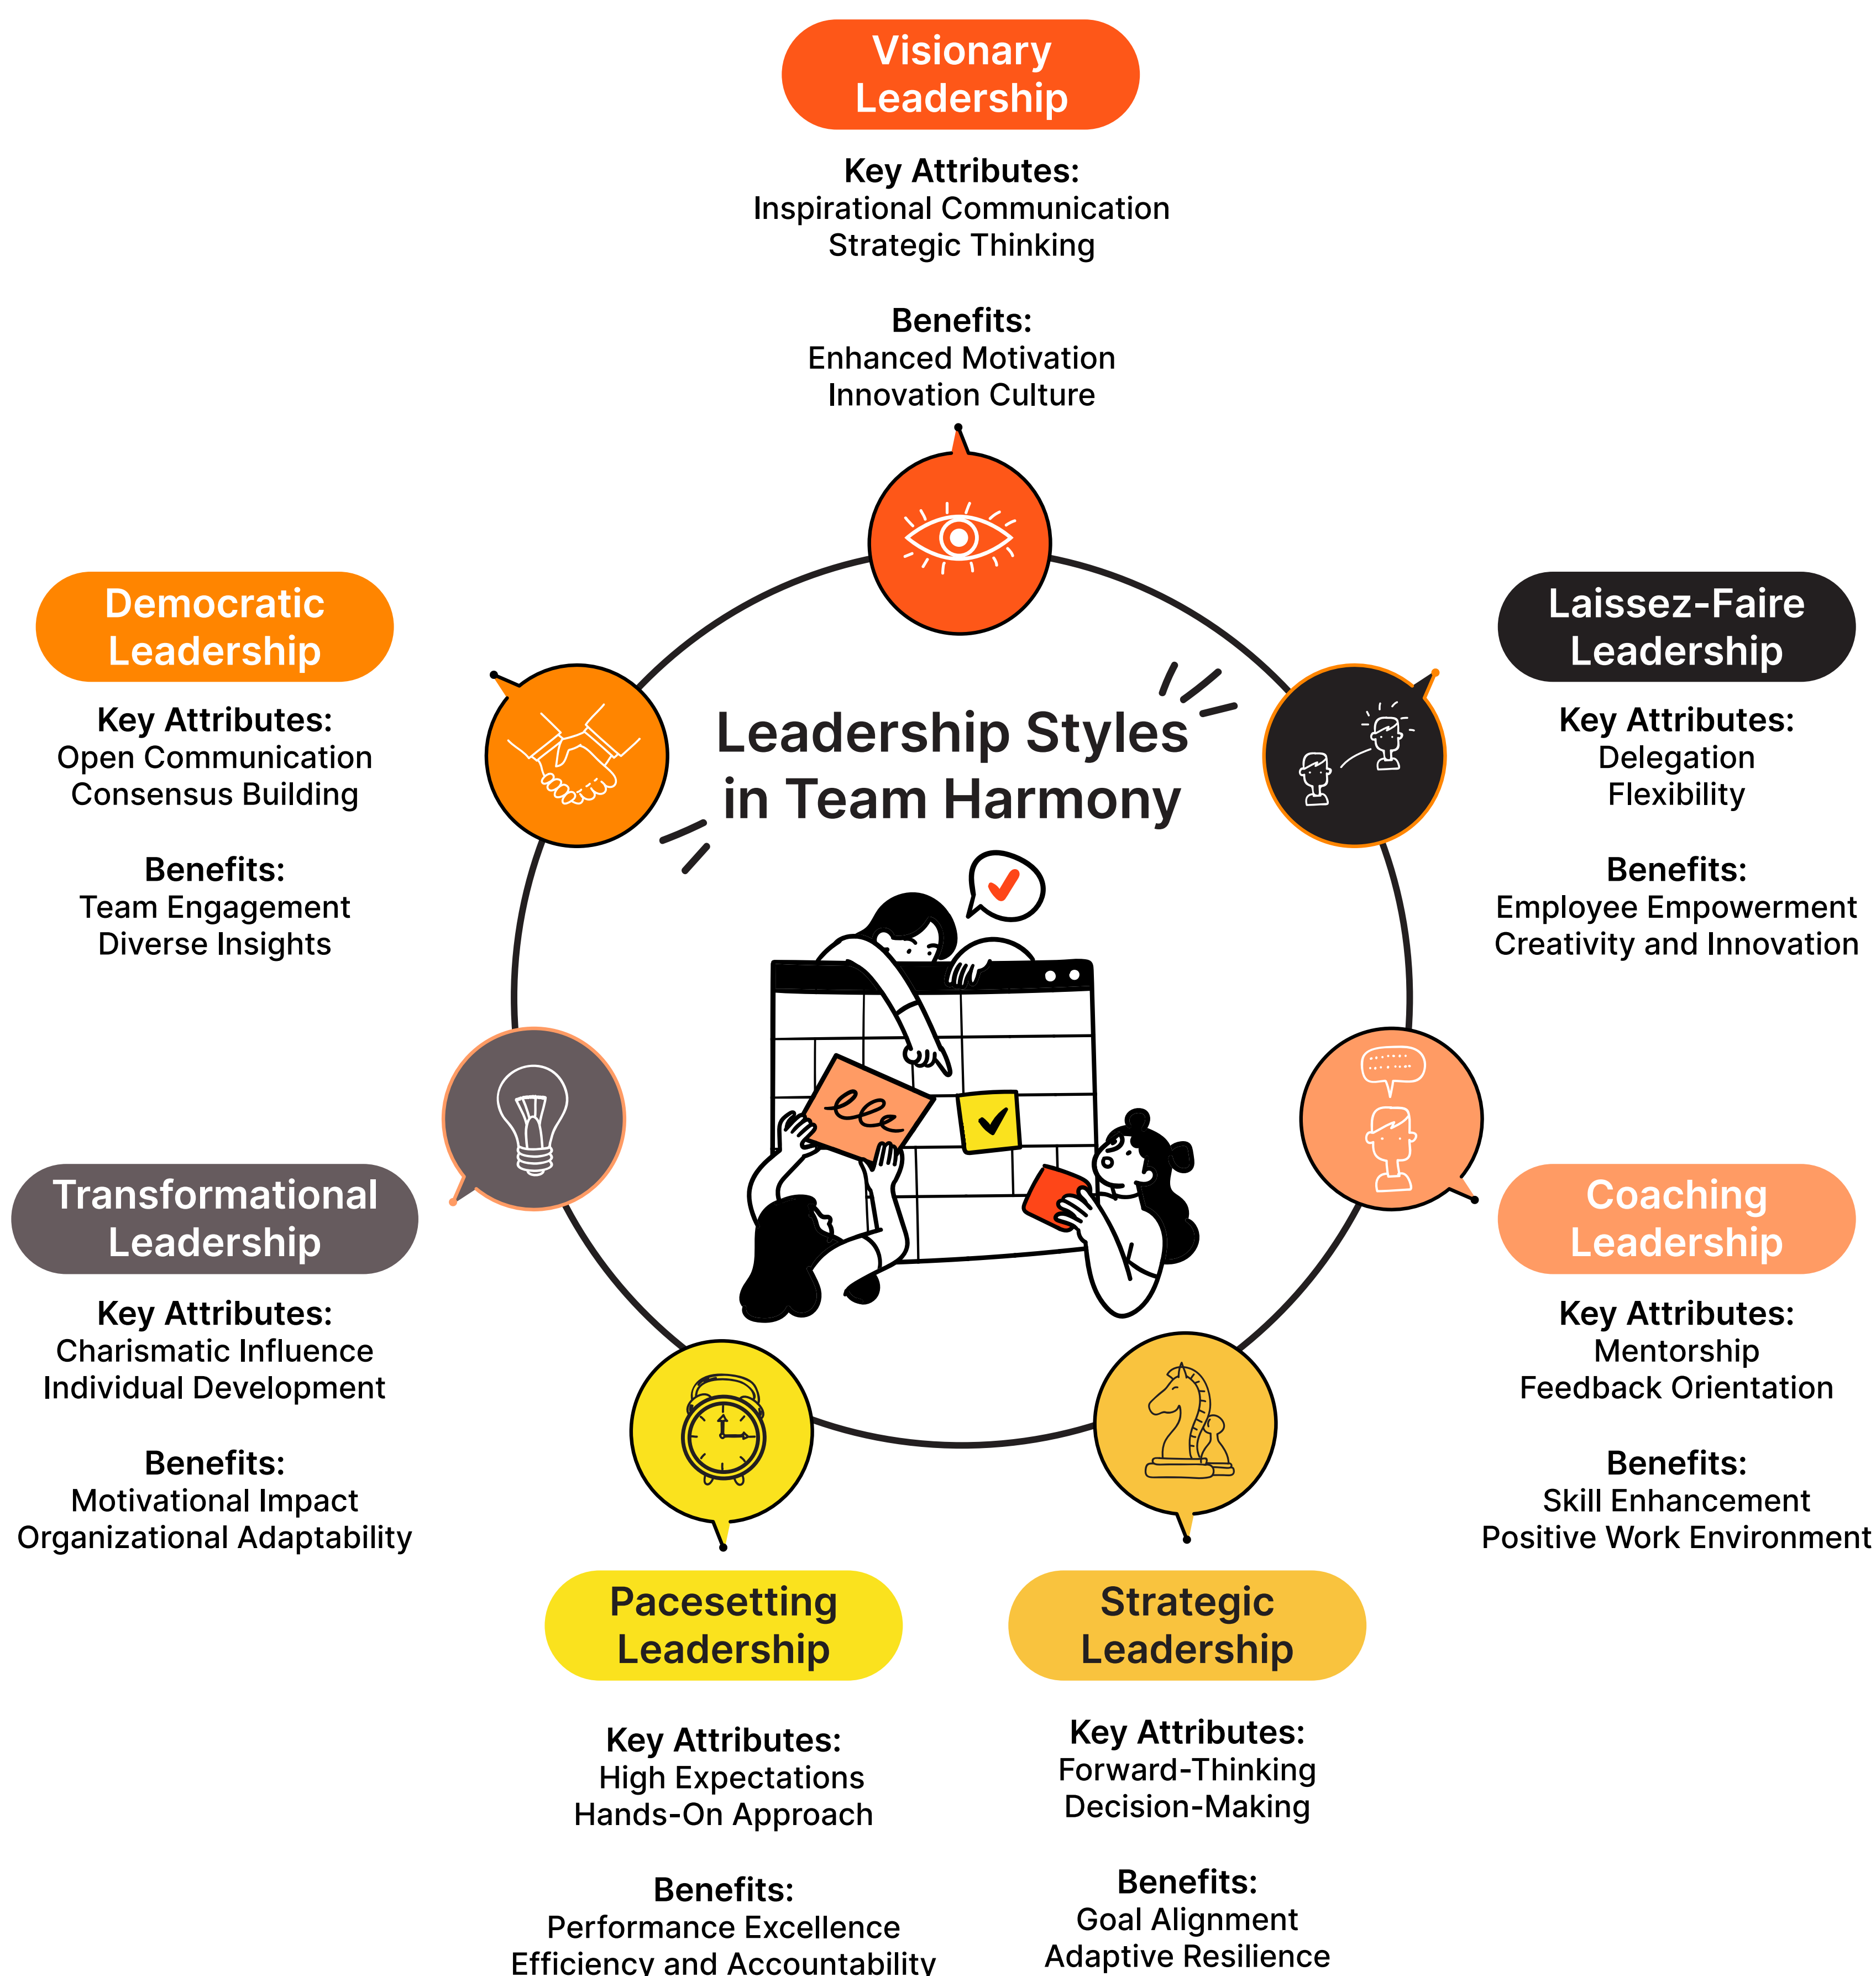 Visionary
Leadership
Key Attributes:
Inspirational Communication
Strategic Thinking
Benefits:
Enhanced Motivation
Innovation Culture
Democratic
Leadership
Key Attributes:
Open Communication
Consensus Building
Benefits:
Team Engagement
Diverse Insights
Leadership Styles
in Team Harmony
Laissez-Faire
Leadership
Key Attributes:
Delegation
Flexibility
Benefits:
Employee Empowerment
Creativity and Innovation
Transformational
Leadership
Key Attributes:
Charismatic Influence
Individual Development
Benefits:
Motivational Impact
Organizational Adaptability
Coaching
Leadership
Key Attributes:
Mentorship
Feedback Orientation
Benefits:
Skill Enhancement
Positive Work Environment
Pacesetting
Leadership
Key Attributes:
High Expectations
Hands-On Approach
Benefits:
Performance Excellence
Efficiency and Accountability
Strategic
Leadership
Key Attributes:
Forward-Thinking
Decision-Making
Benefits:
Goal Alignment
Adaptive Resilience